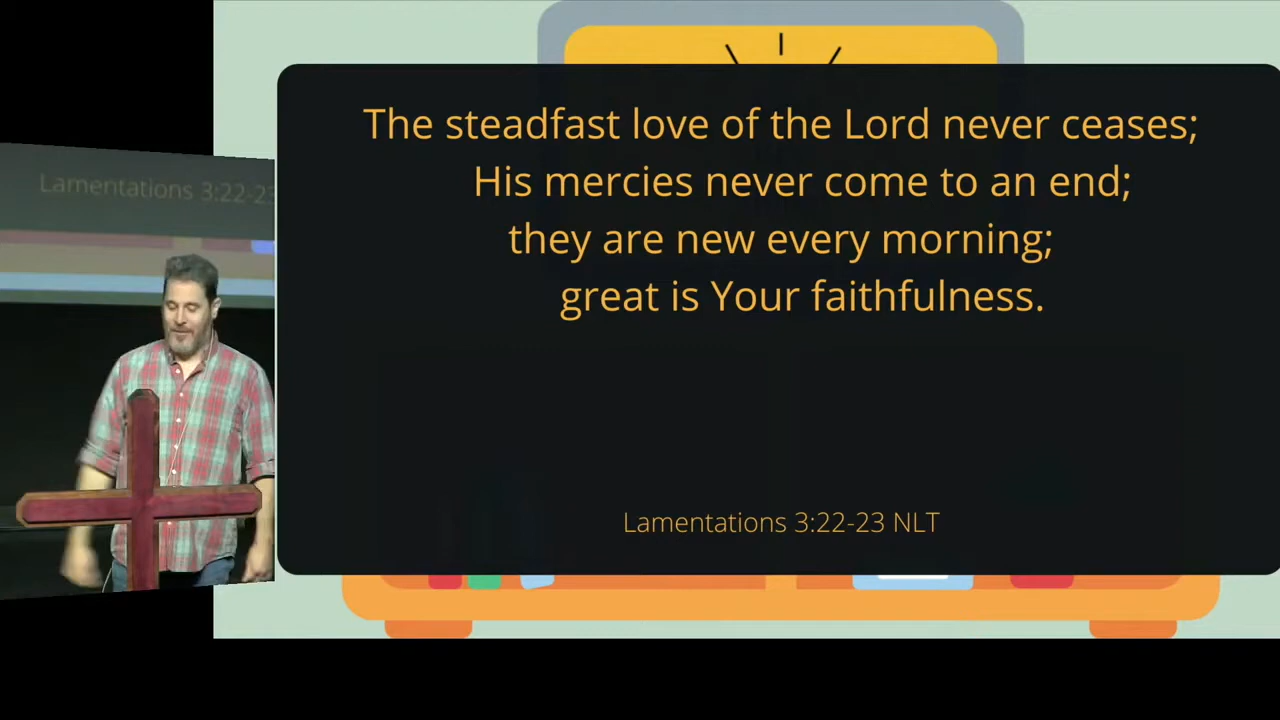 The steadfast love of the Lord never ceases;
His mercies never come to an end;
they are new every morning;
great is Your faithfulness.
Lamentations 3:22-23 NLT
Lamentations 3:22-23